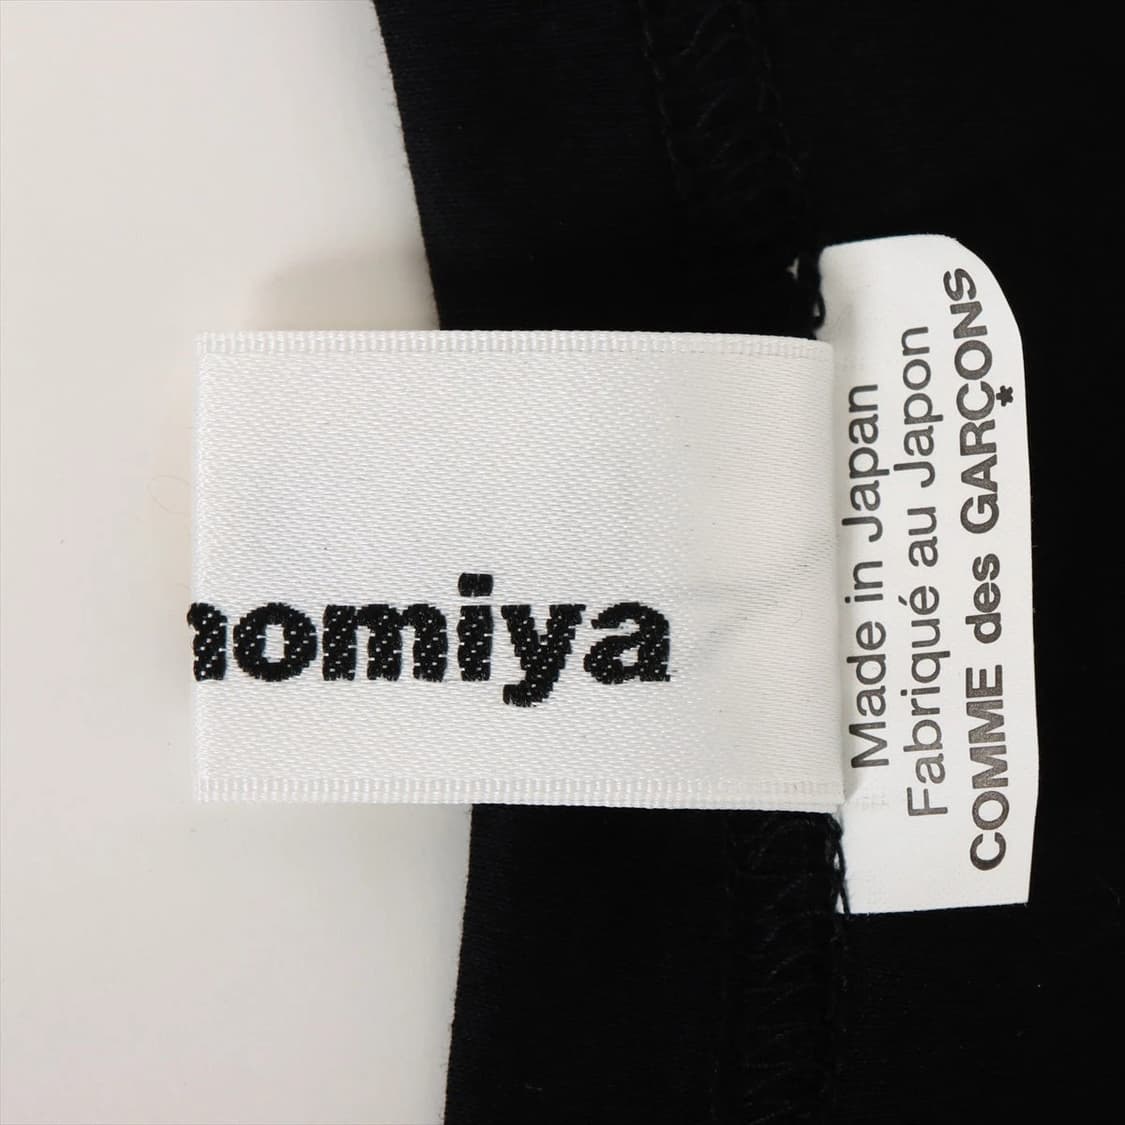 nomiya
Made in Japan
Fabriqué au Japon
COMME des GARÇONS